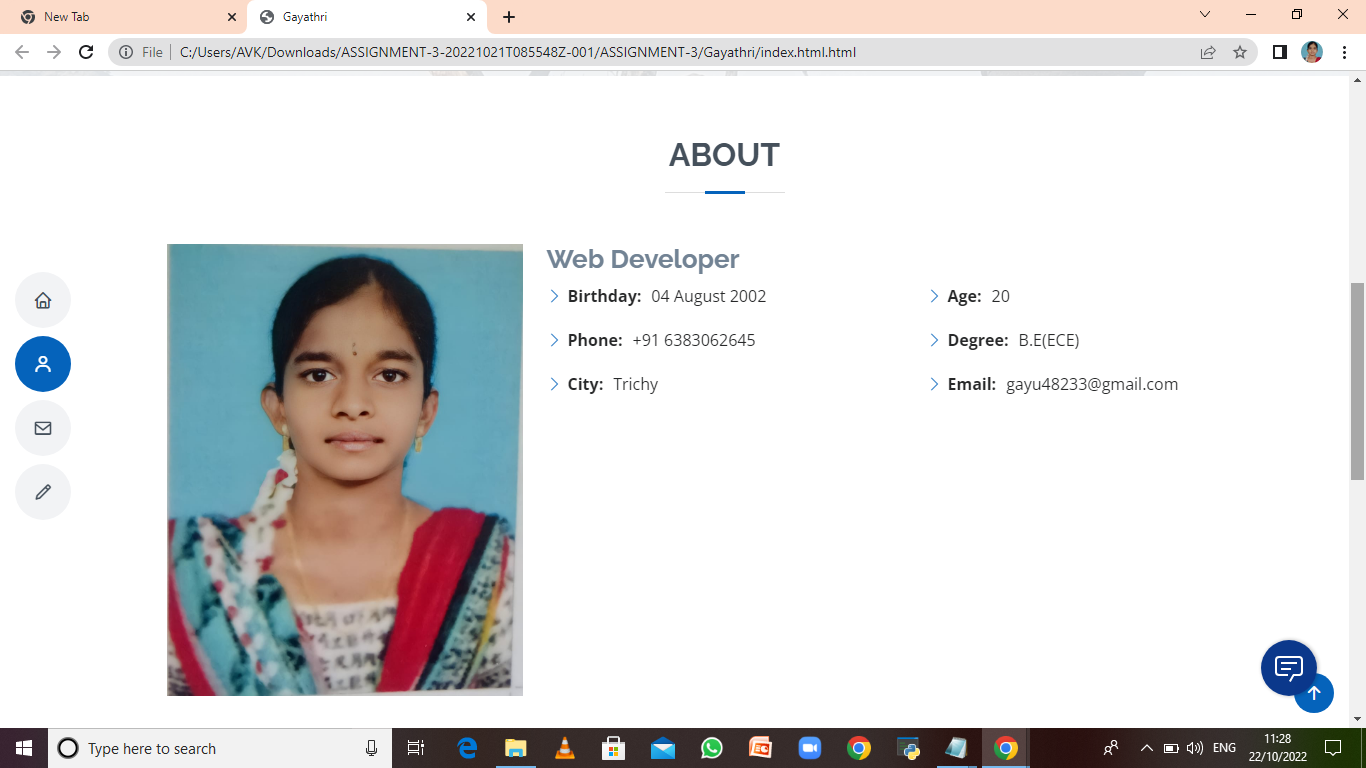 New Tab
Gayathri
File
C:/Users/AVK/Downloads/ASSIGNMENT-3-20221021T085548Z-001/ASSIGNMENT-3/Gayathri/index.html.html
ABOUT
Web Developer
Birthday: 04 August 2002
Age: 20
Phone: +91 6383062645
Degree: B.E(ECE)
City: Trichy
Email: gayu48233@gmail.com
Type here to search
ENG
11:28
22/10/2022